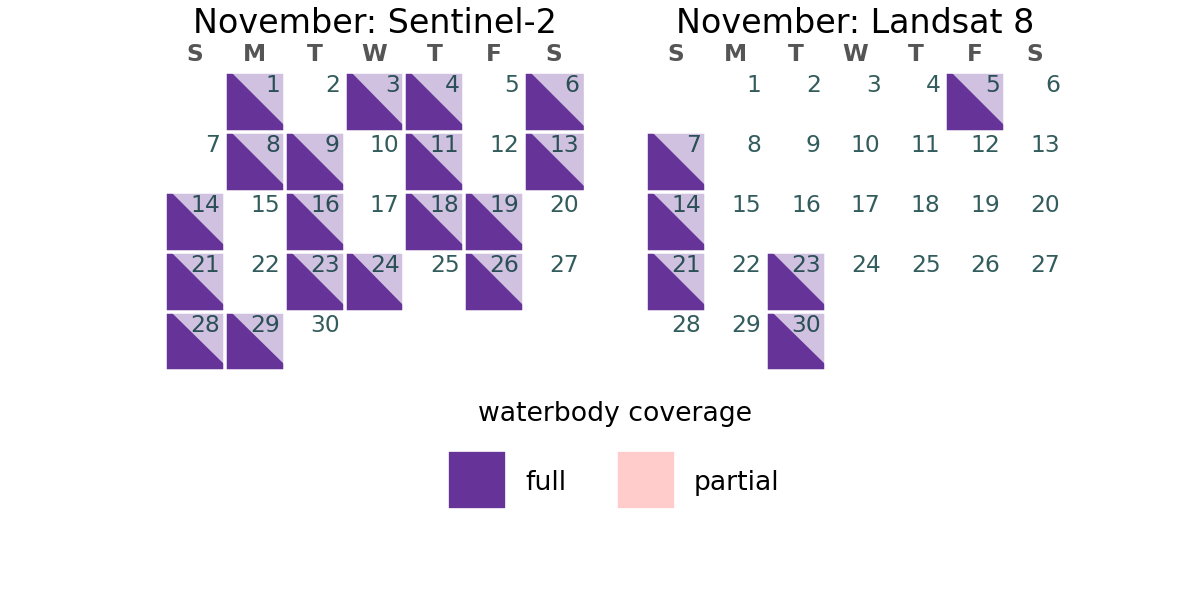 November: Sentinel-2
S M T W T F S
1 2 3 4 5 6
7 8 9 10 11 12 13
14 15 16 17 18 19 20
21 22 23 24 25 26 27
28 29 30
November: Landsat 8
S M T W T F S
1 2 3 4 5 6
7 8 9 10 11 12 13
14 15 16 17 18 19 20
21 22 23 24 25 26 27
28 29 30
waterbody coverage
full partial